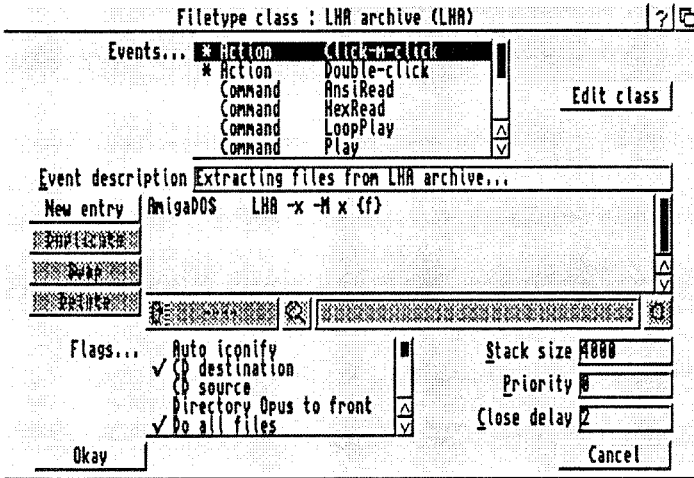 Filetype class : LHA archive (LHA) ?
Events... * Action Click-m-click
* Action Double-click
Command AnsiRead
Command HexRead
Command LoopPlay
Command Play
Edit class
Event description Extracting files from LHA archive...
New entry
Duplicate
Swap
Delete
AmigaDOS LHA -x -M x {f}
Flags... Auto iconify
✓ CD destination
CD source
Directory Opus to front
✓ Do all files
Stack size 4000
Priority 0
Close delay 2
Okay
Cancel